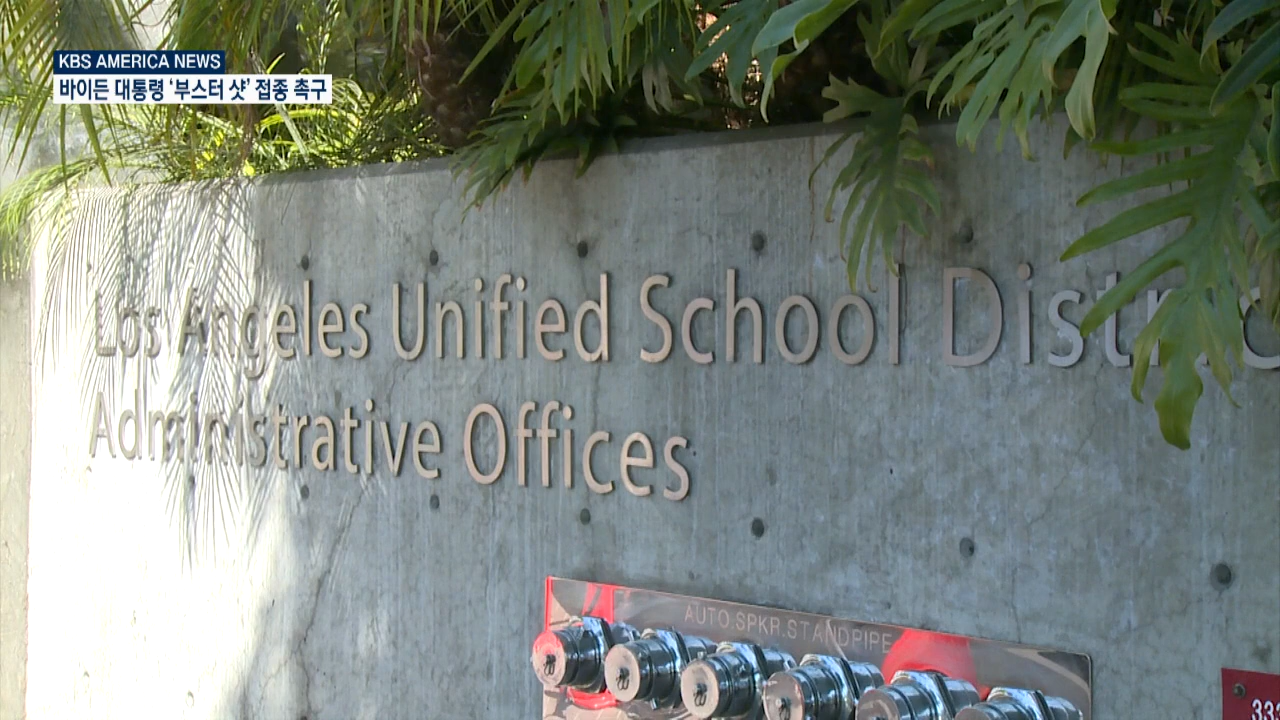 KBS AMERICA NEWS
바이든 대통령 ‘부스터 샷’ 접종 촉구
Los Angeles Unified School District
Administrative Offices
AUTO.SPKR.STANDPIPE